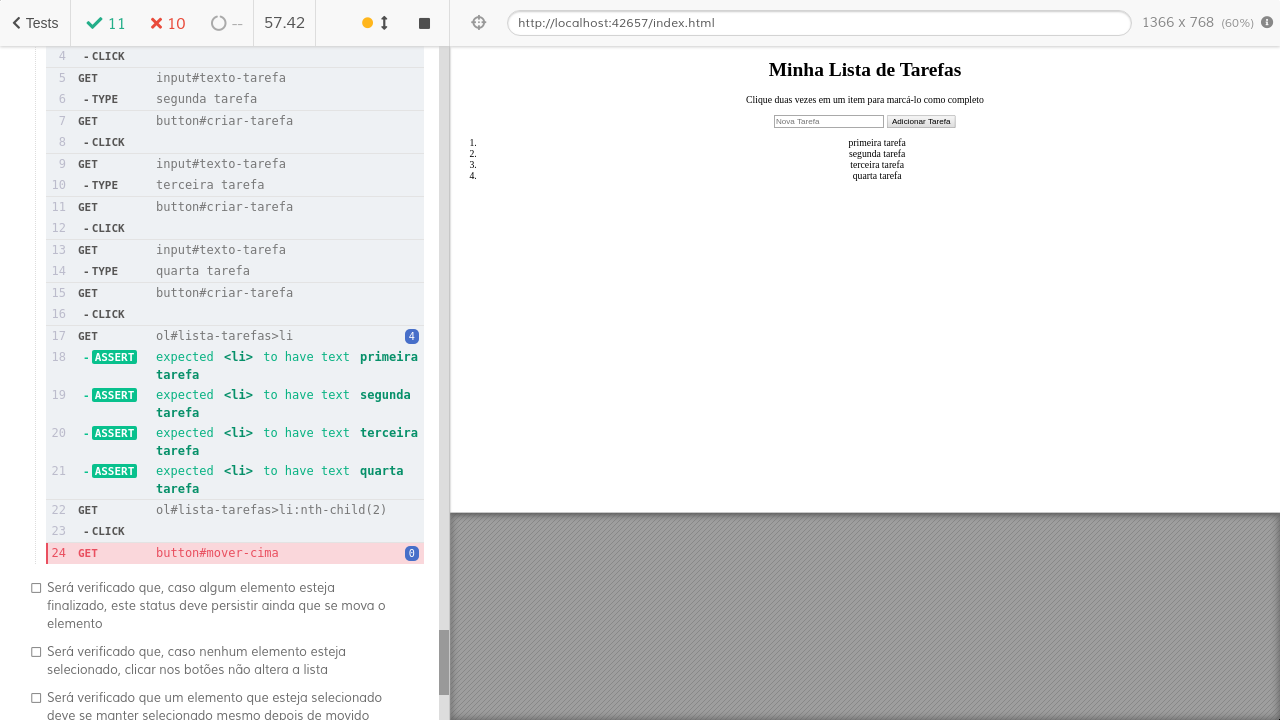 Tests 11 10 -- 57.42
http://localhost:42657/index.html 1366 x 768 (60%)
4 - CLICK
5 GET input#texto-tarefa
6 - TYPE segunda tarefa
7 GET button#criar-tarefa
8 - CLICK
9 GET input#texto-tarefa
10 - TYPE terceira tarefa
11 GET button#criar-tarefa
12 - CLICK
13 GET input#texto-tarefa
14 - TYPE quarta tarefa
15 GET button#criar-tarefa
16 - CLICK
17 GET ol#lista-tarefas>li 4
18 - ASSERT expected <li> to have text primeira
tarefa
19 - ASSERT expected <li> to have text segunda
tarefa
20 - ASSERT expected <li> to have text terceira
tarefa
21 - ASSERT expected <li> to have text quarta
tarefa
22 GET ol#lista-tarefas>li:nth-child(2)
23 - CLICK
24 GET button#mover-cima 0
Será verificado que, caso algum elemento esteja
finalizado, este status deve persistir ainda que se mova o
elemento
Será verificado que, caso nenhum elemento esteja
selecionado, clicar nos botões não altera a lista
Será verificado que um elemento que esteja selecionado
deve se manter selecionado mesmo depois de movido
Minha Lista de Tarefas
Clique duas vezes em um item para marcá-lo como completo
Nova Tarefa Adicionar Tarefa
1. primeira tarefa
2. segunda tarefa
3. terceira tarefa
4. quarta tarefa